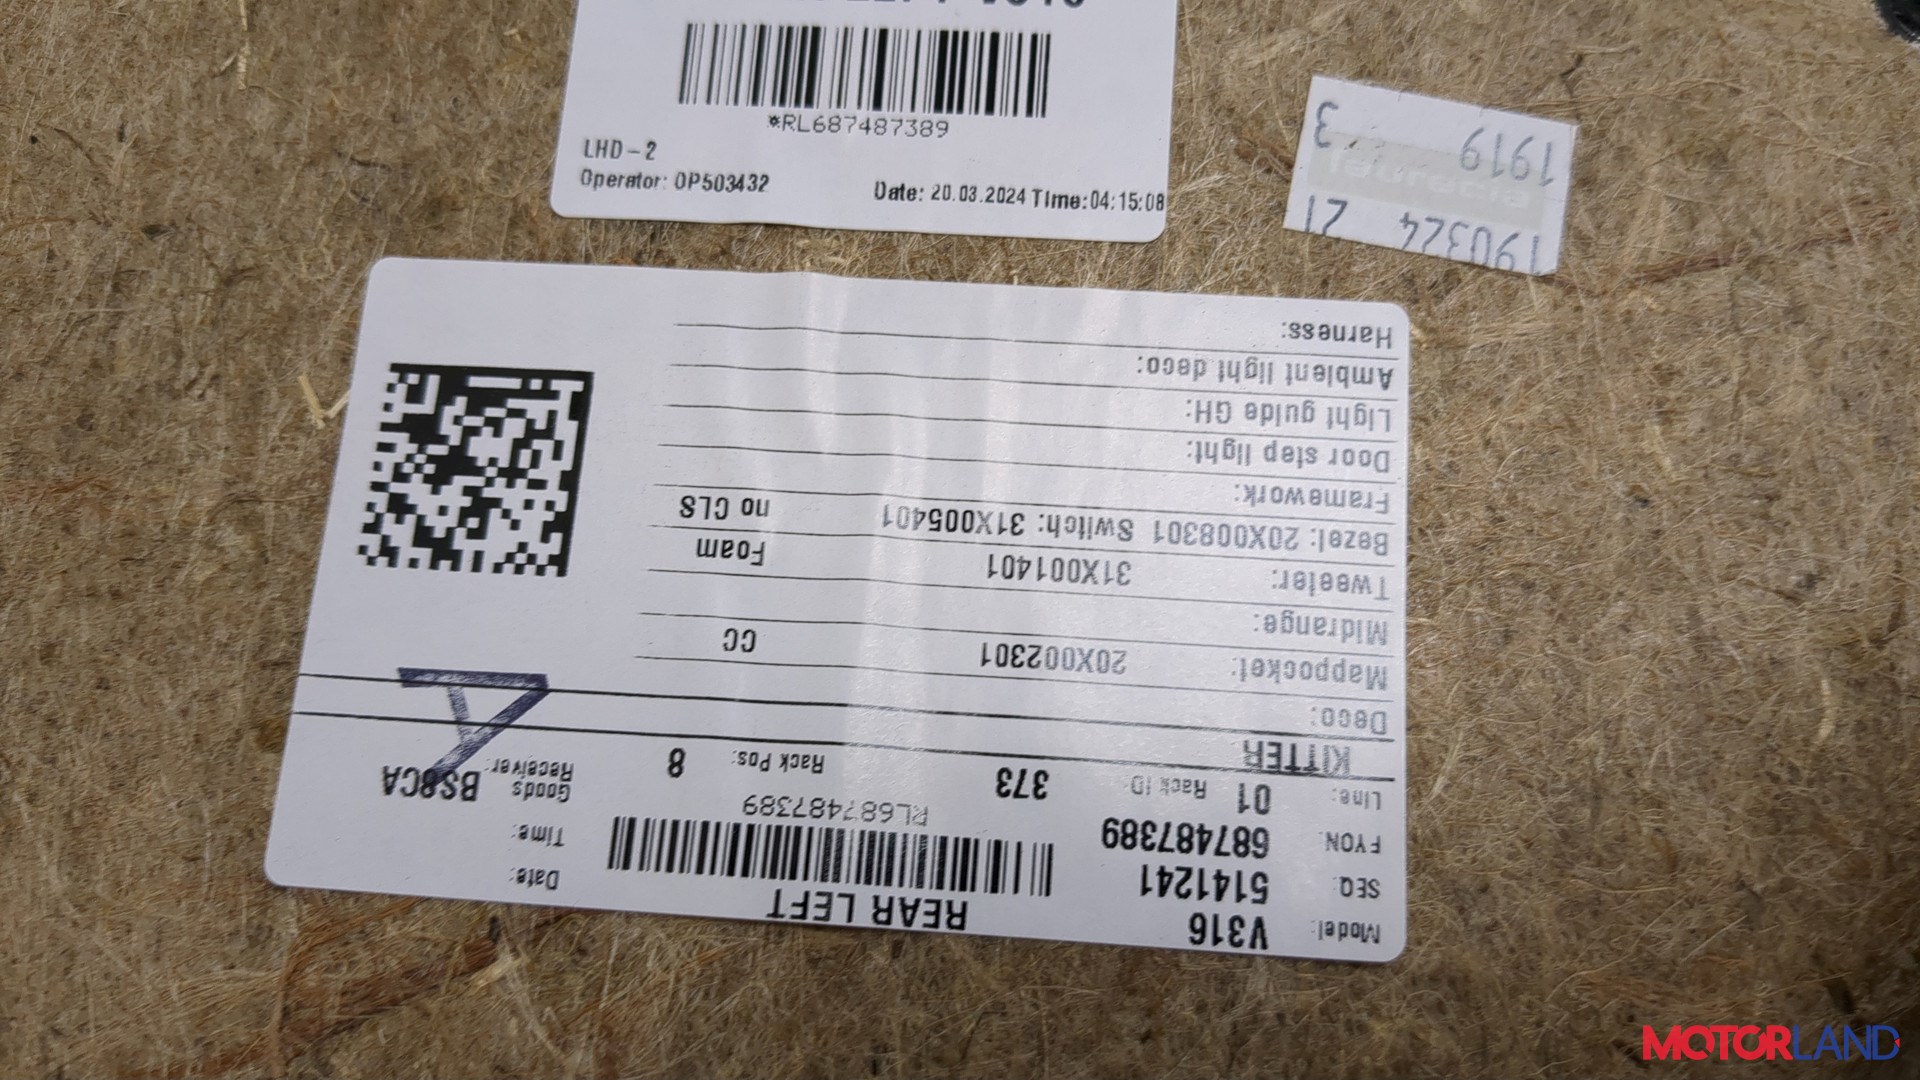 *RL687487389
LHD-2
Operator: OP503432
Date: 20.03.2024 Time:04:15:08
190324 21
1919 3
Model: V316
REAR LEFT
Date:
SEQ: 5141241
Time:
FYON: 687487389
RL687487389
Goods Receiver: BS8CA
Line: 01 Rack ID: 373 Rack Pos: 8
A
KITTER
Deco:
Mappocket: 20X002301 CC
Midrange:
Tweeter: 31X001401 Foam
Bezel: 20X008301 Switch: 31X005401 no CLS
Framework:
Door step light:
Light guide GH:
Ambient light deco:
Harness:
MOTORLAND